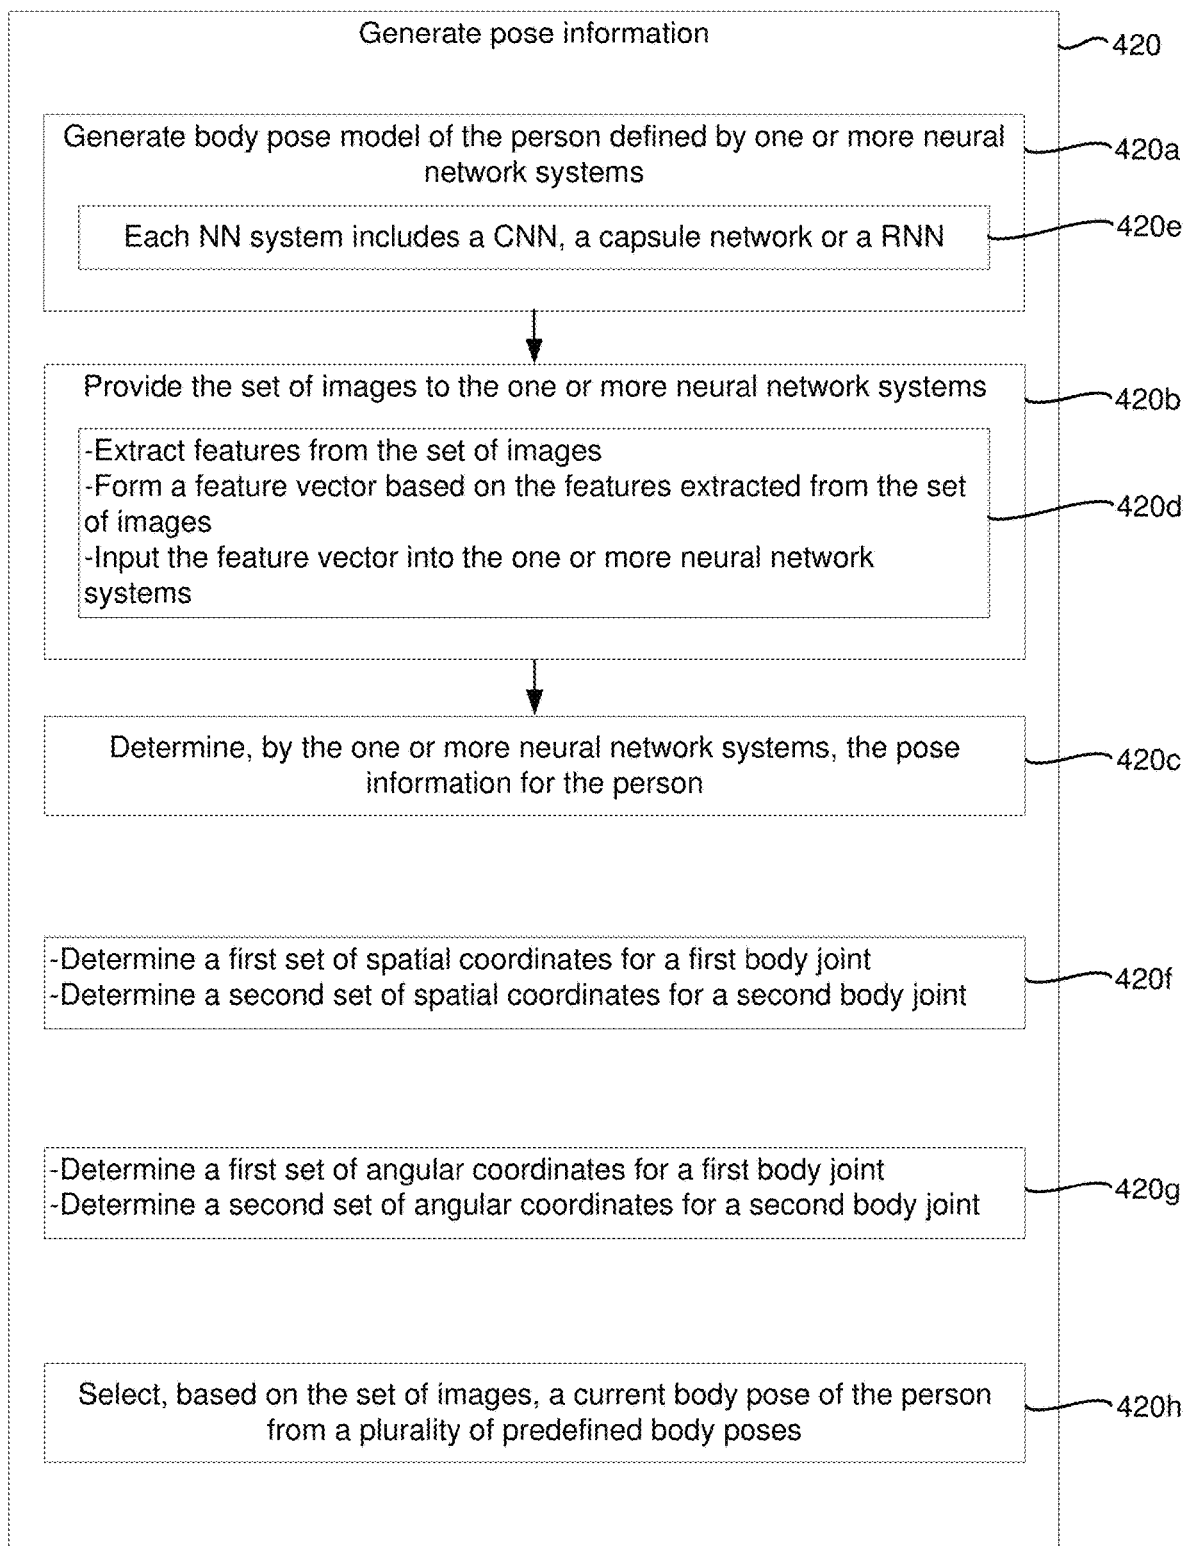 Generate pose information
420
Generate body pose model of the person defined by one or more neural
network systems
420a
Each NN system includes a CNN, a capsule network or a RNN
420e
Provide the set of images to the one or more neural network systems
420b
-Extract features from the set of images
-Form a feature vector based on the features extracted from the set
of images
-Input the feature vector into the one or more neural network
systems
420d
Determine, by the one or more neural network systems, the pose
information for the person
420c
-Determine a first set of spatial coordinates for a first body joint
-Determine a second set of spatial coordinates for a second body joint
420f
-Determine a first set of angular coordinates for a first body joint
-Determine a second set of angular coordinates for a second body joint
420g
Select, based on the set of images, a current body pose of the person
from a plurality of predefined body poses
420h